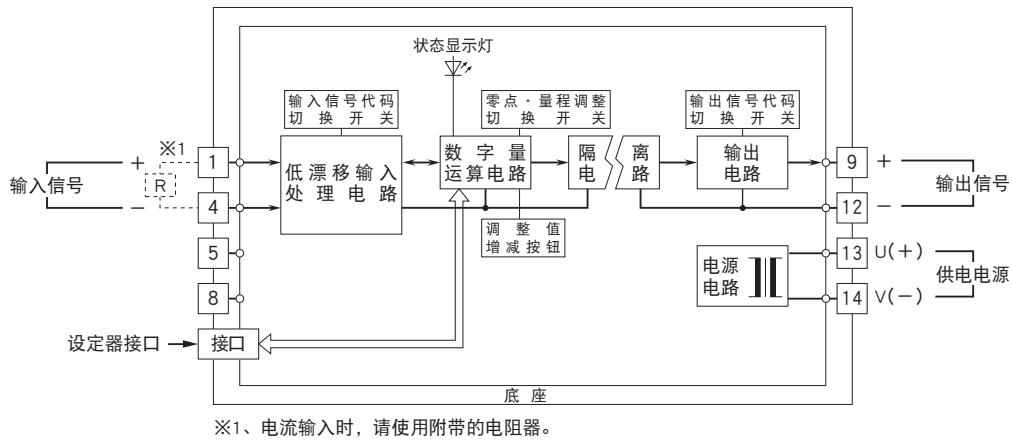 状态显示灯
输入信号代码
切换开关
零点·量程调整
切换开关
输出信号代码
切换开关
※1
+
R
−
输入信号
1
4
5
8
低漂移输入
处理电路
数字量
运算电路
隔离
电路
输出
电路
调整值
增减按钮
9
+
12
−
输出信号
电源
电路
13
U(+)
14
V(−)
供电电源
设定器接口
接口
底座
※1、电流输入时，请使用附带的电阻器。